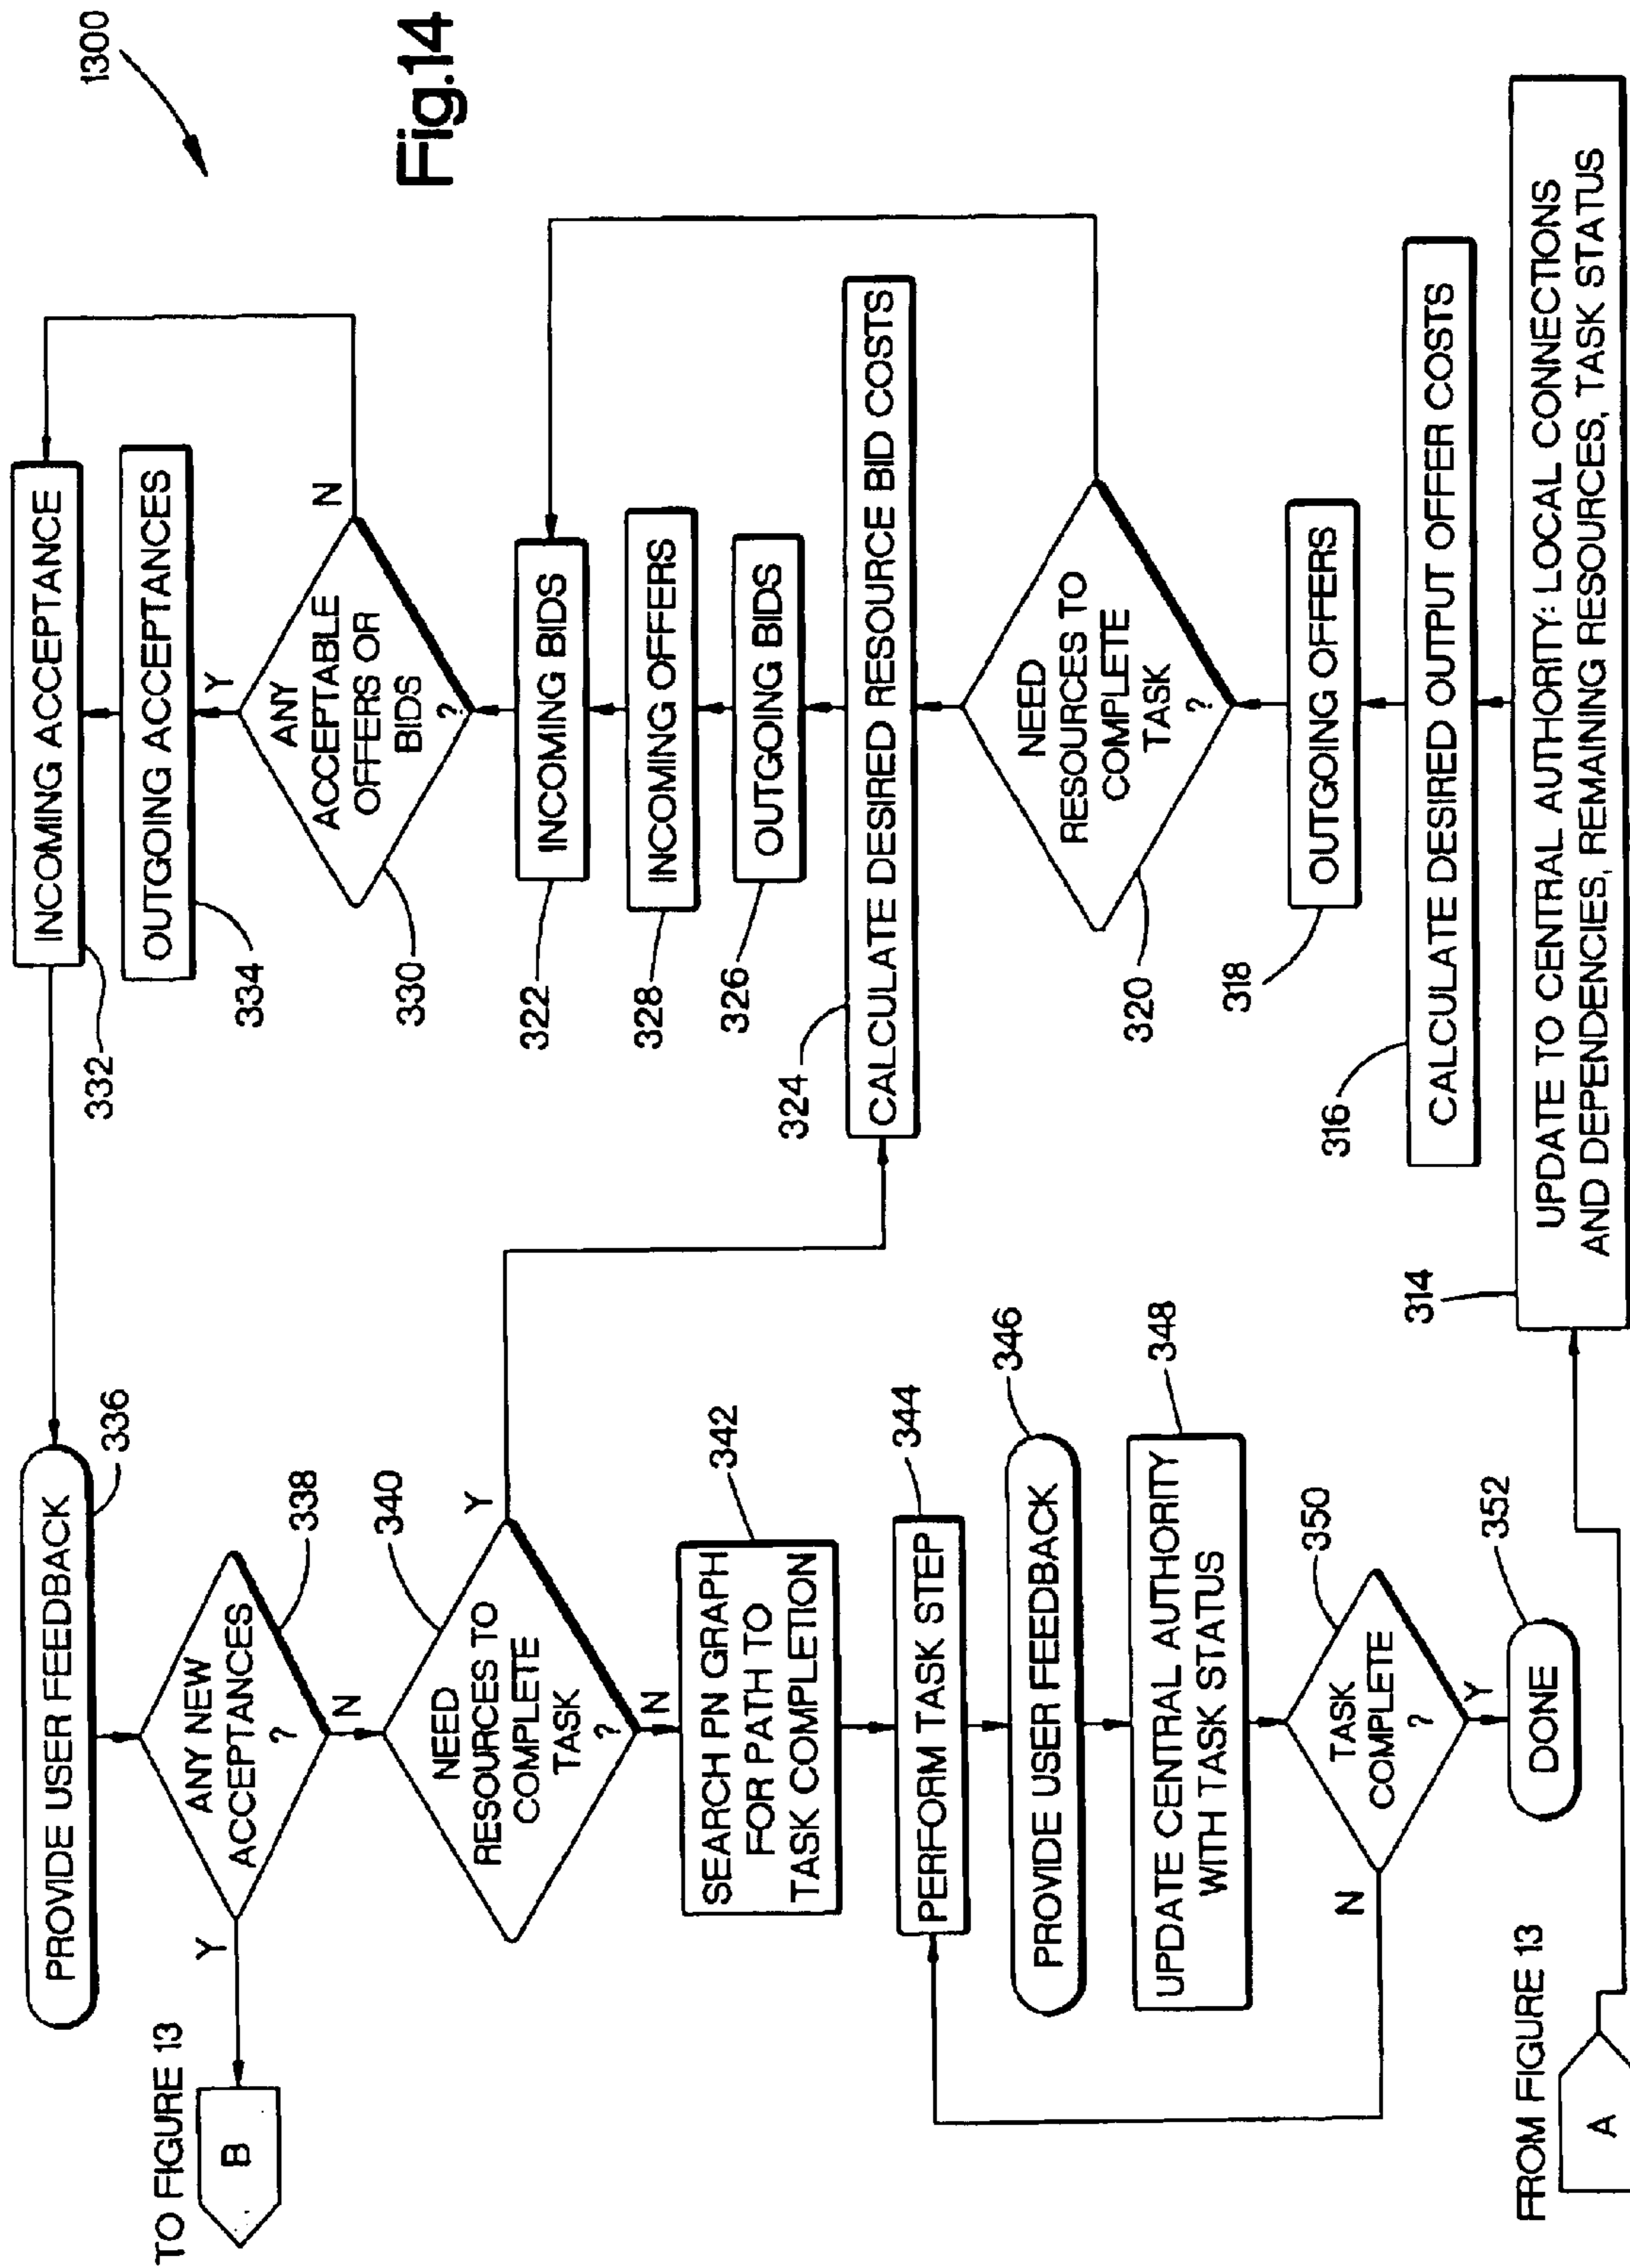 1300
Fig.14
TO FIGURE 13
B
PROVIDE USER FEEDBACK
336
Y
ANY NEW
ACCEPTANCES
?
338
N
340
NEED
RESOURCES TO
COMPLETE
TASK
?
Y
N
342
SEARCH PN GRAPH
FOR PATH TO
TASK COMPLETION
344
PERFORM TASK STEP
346
PROVIDE USER FEEDBACK
348
UPDATE CENTRAL AUTHORITY
WITH TASK STATUS
350
TASK
COMPLETE
?
N
Y
352
DONE
FROM FIGURE 13
A
332
INCOMING ACCEPTANCE
334
OUTGOING ACCEPTANCES
Y
N
330
ANY
ACCEPTABLE
OFFERS OR
BIDS
?
322
INCOMING BIDS
328
INCOMING OFFERS
326
OUTGOING BIDS
324
CALCULATE DESIRED RESOURCE BID COSTS
320
NEED
RESOURCES TO
COMPLETE
TASK
?
318
OUTGOING OFFERS
316
CALCULATE DESIRED OUTPUT OFFER COSTS
314
UPDATE TO CENTRAL AUTHORITY: LOCAL CONNECTIONS
AND DEPENDENCIES, REMAINING RESOURCES, TASK STATUS